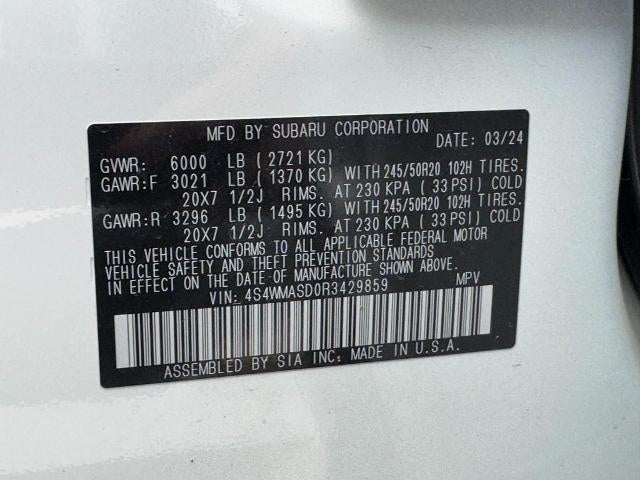 MFD BY SUBARU CORPORATION DATE: 03/24
GVWR: 6000 LB (2721 KG)
GAWR:F 3021 LB (1370 KG) WITH 245/50R20 102H TIRES.
20X7 1/2J RIMS. AT 230 KPA (33 PSI) COLD
GAWR:R 3296 LB (1495 KG) WITH 245/50R20 102H TIRES.
20X7 1/2J RIMS. AT 230 KPA (33 PSI) COLD
THIS VEHICLE CONFORMS TO ALL APPLICABLE FEDERAL MOTOR
VEHICLE SAFETY AND THEFT PREVENTION STANDARDS
IN EFFECT ON THE DATE OF MANUFACTURE SHOWN ABOVE.
VIN: 4S4WMASD0R3429859 MPV
ASSEMBLED BY SIA INC. MADE IN U.S.A.